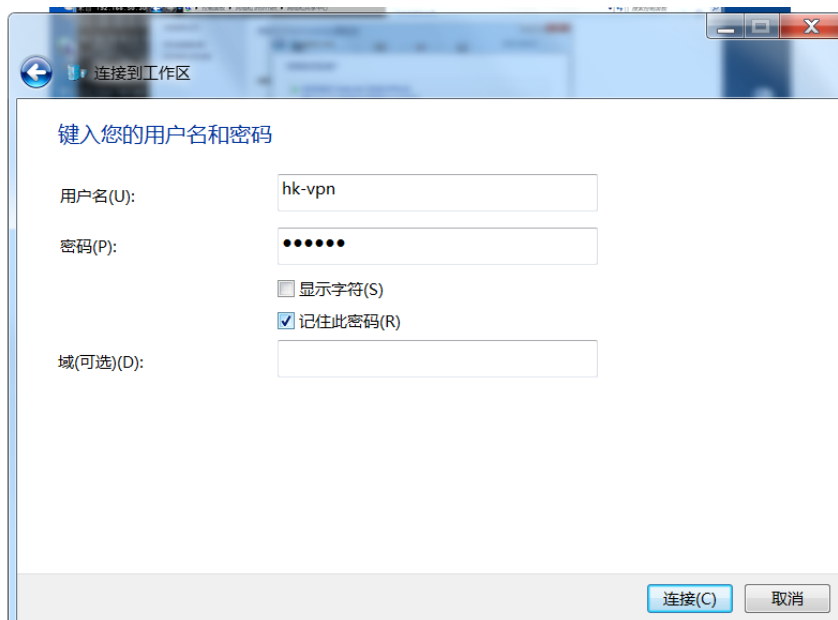 连接到工作区
键入您的用户名和密码
用户名(U):
hk-vpn
密码(P):
●●●●●●
显示字符(S)
记住此密码(R)
域(可选)(D):
连接(C)
取消